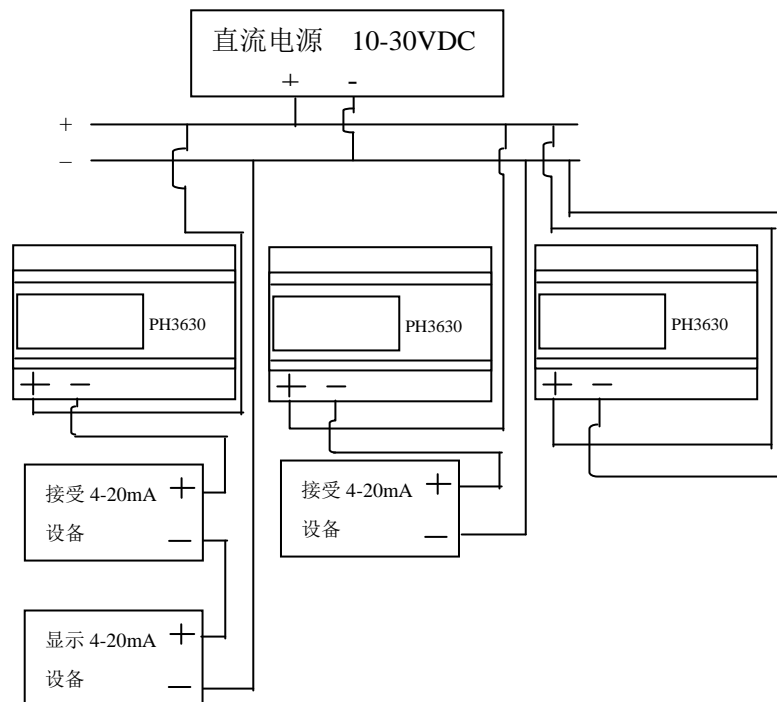 直流电源 10-30VDC
+ -
+
−
PH3630
PH3630
PH3630
+ −
+ −
+ −
接受 4-20mA +
设备 −
接受 4-20mA +
设备 −
显示 4-20mA +
设备 −